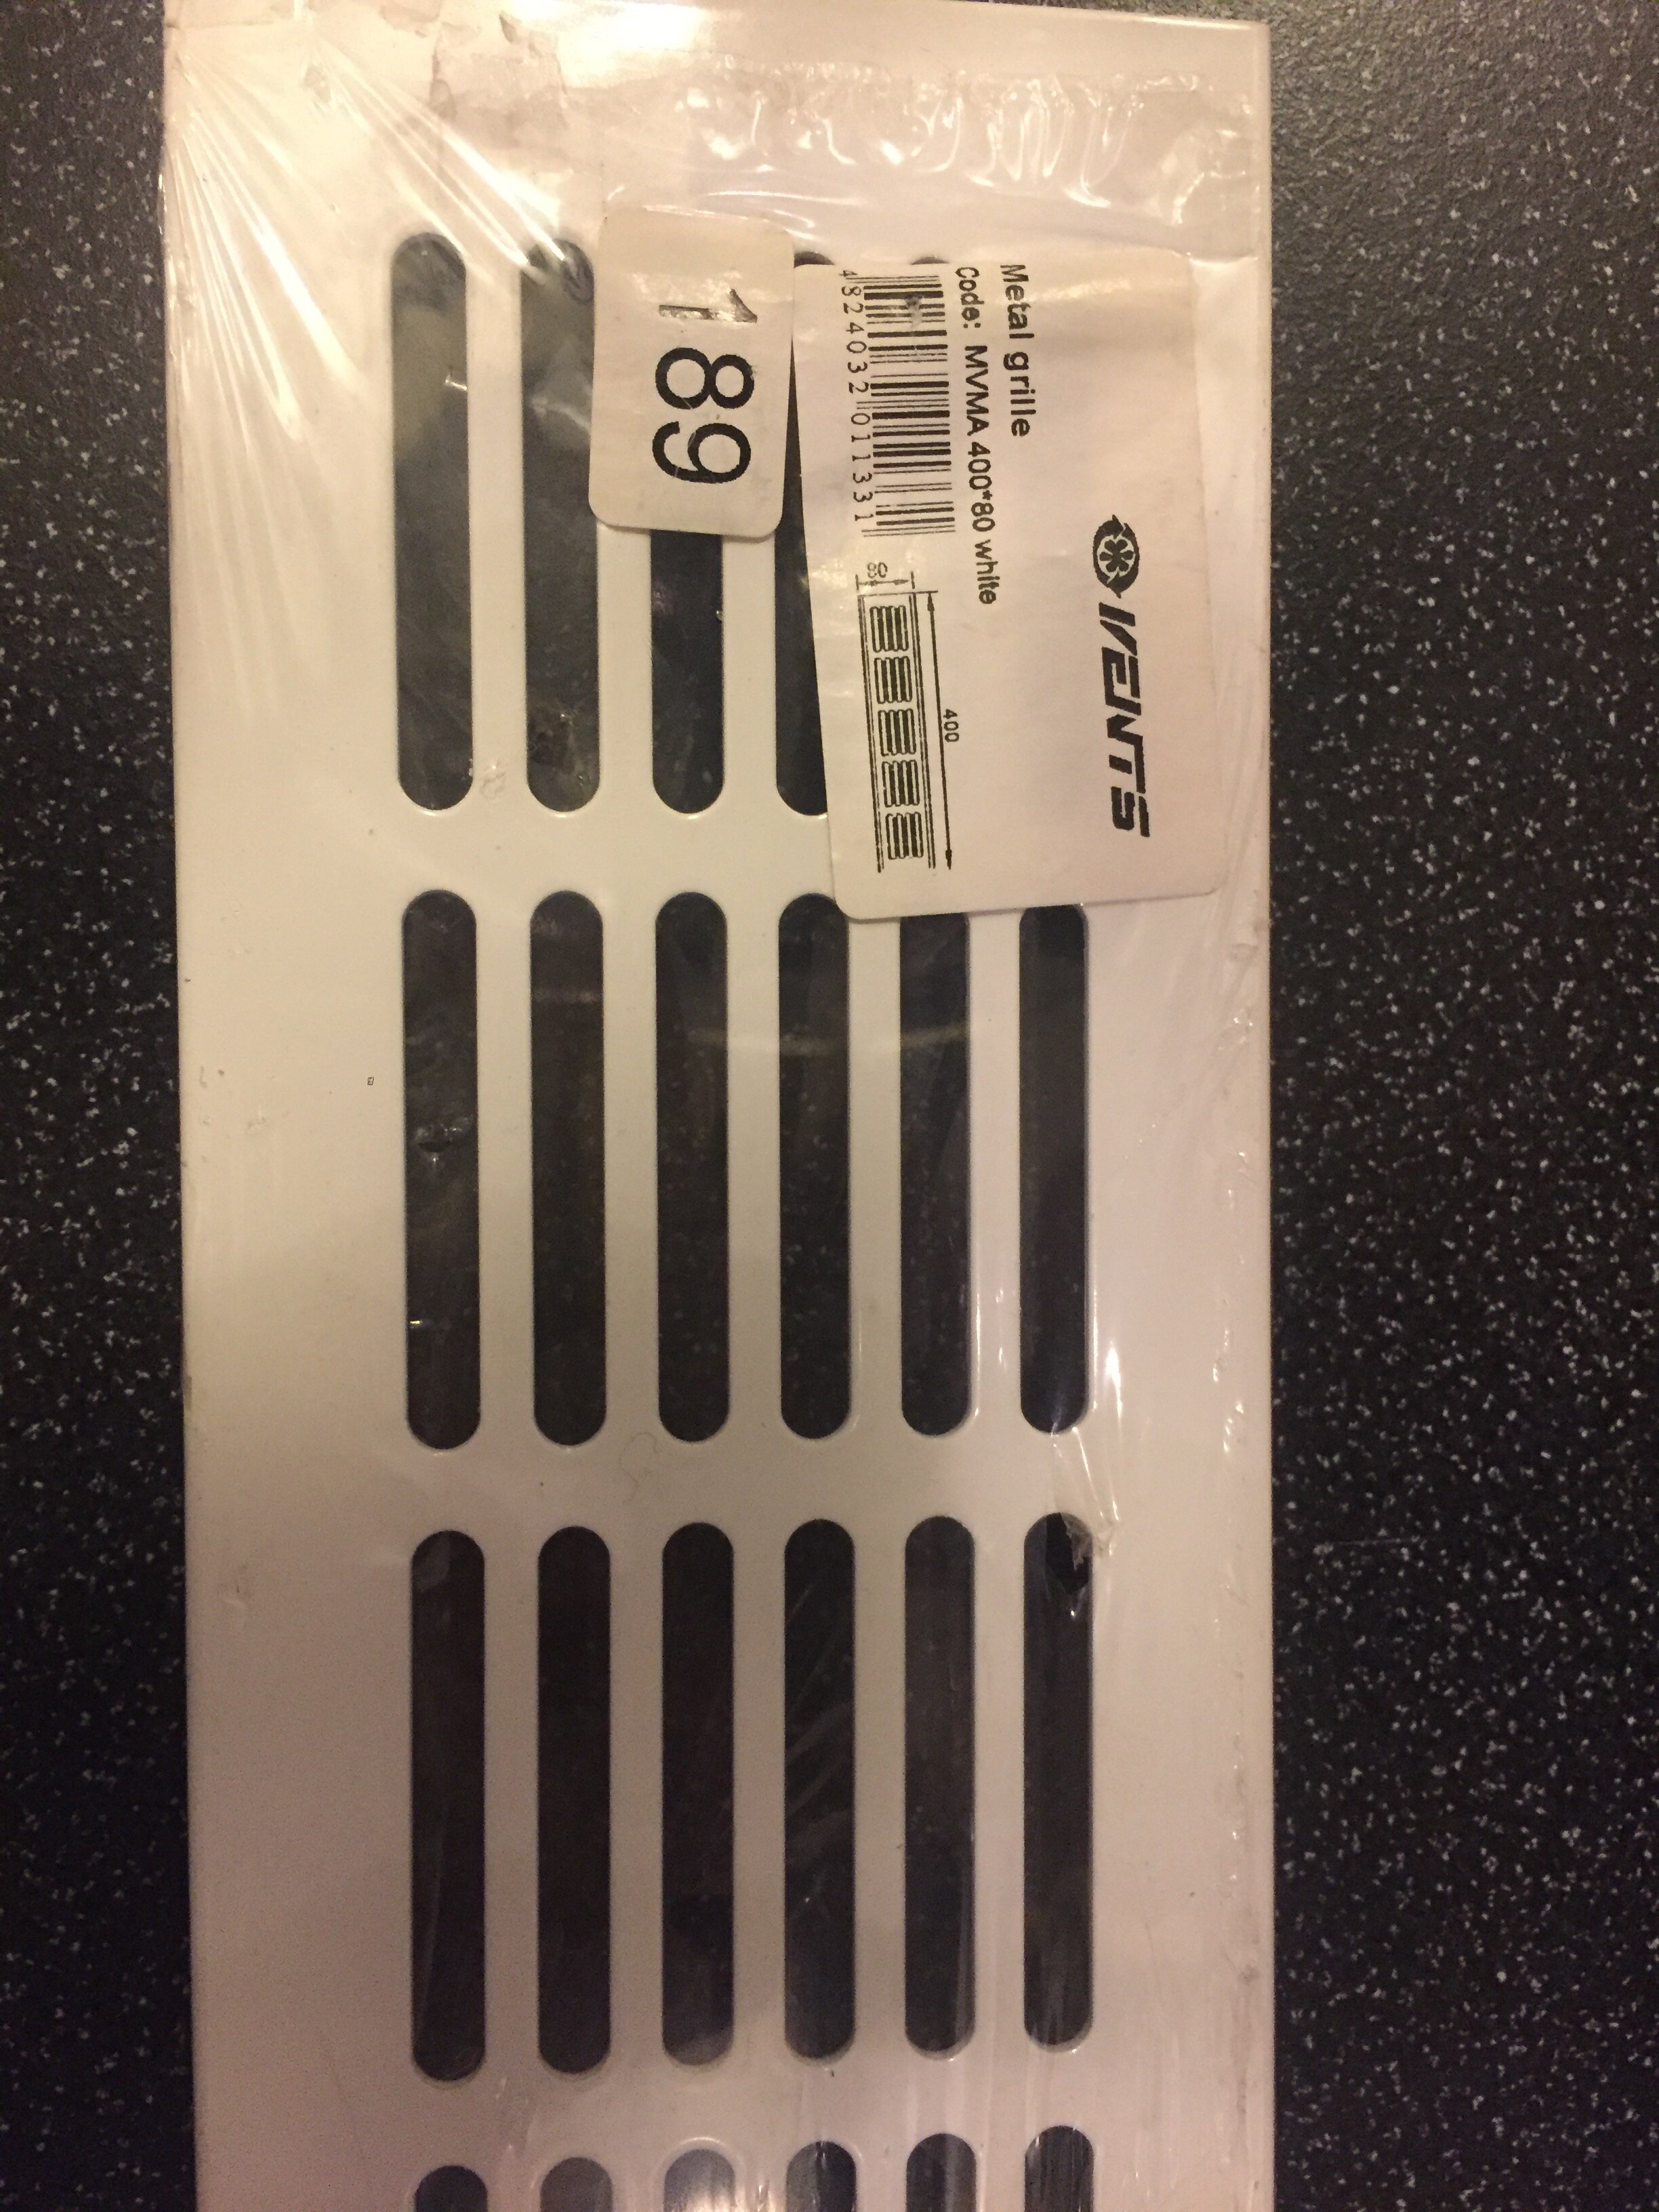 VENTS
Metal grille
Code: MVMA 400*80 white
4824032011331
80
400
189